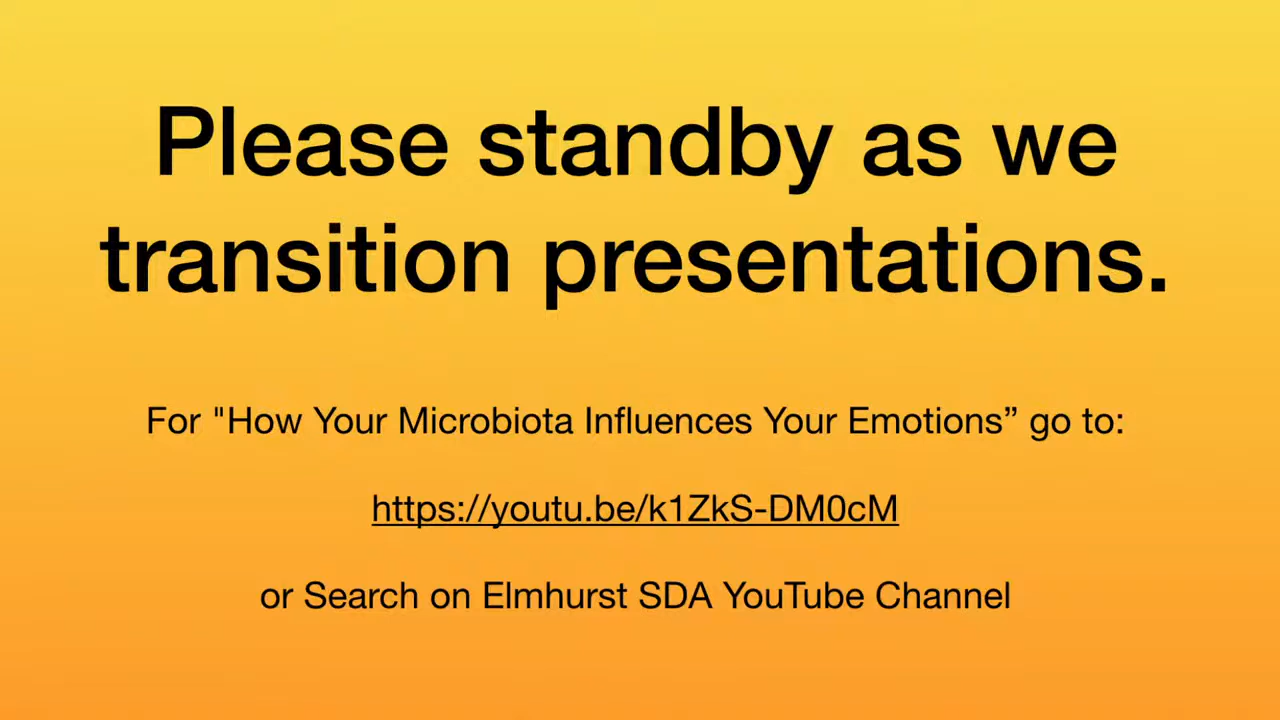 Please standby as we
transition presentations.
For "How Your Microbiota Influences Your Emotions” go to:
https://youtu.be/k1ZkS-DM0cM
or Search on Elmhurst SDA YouTube Channel